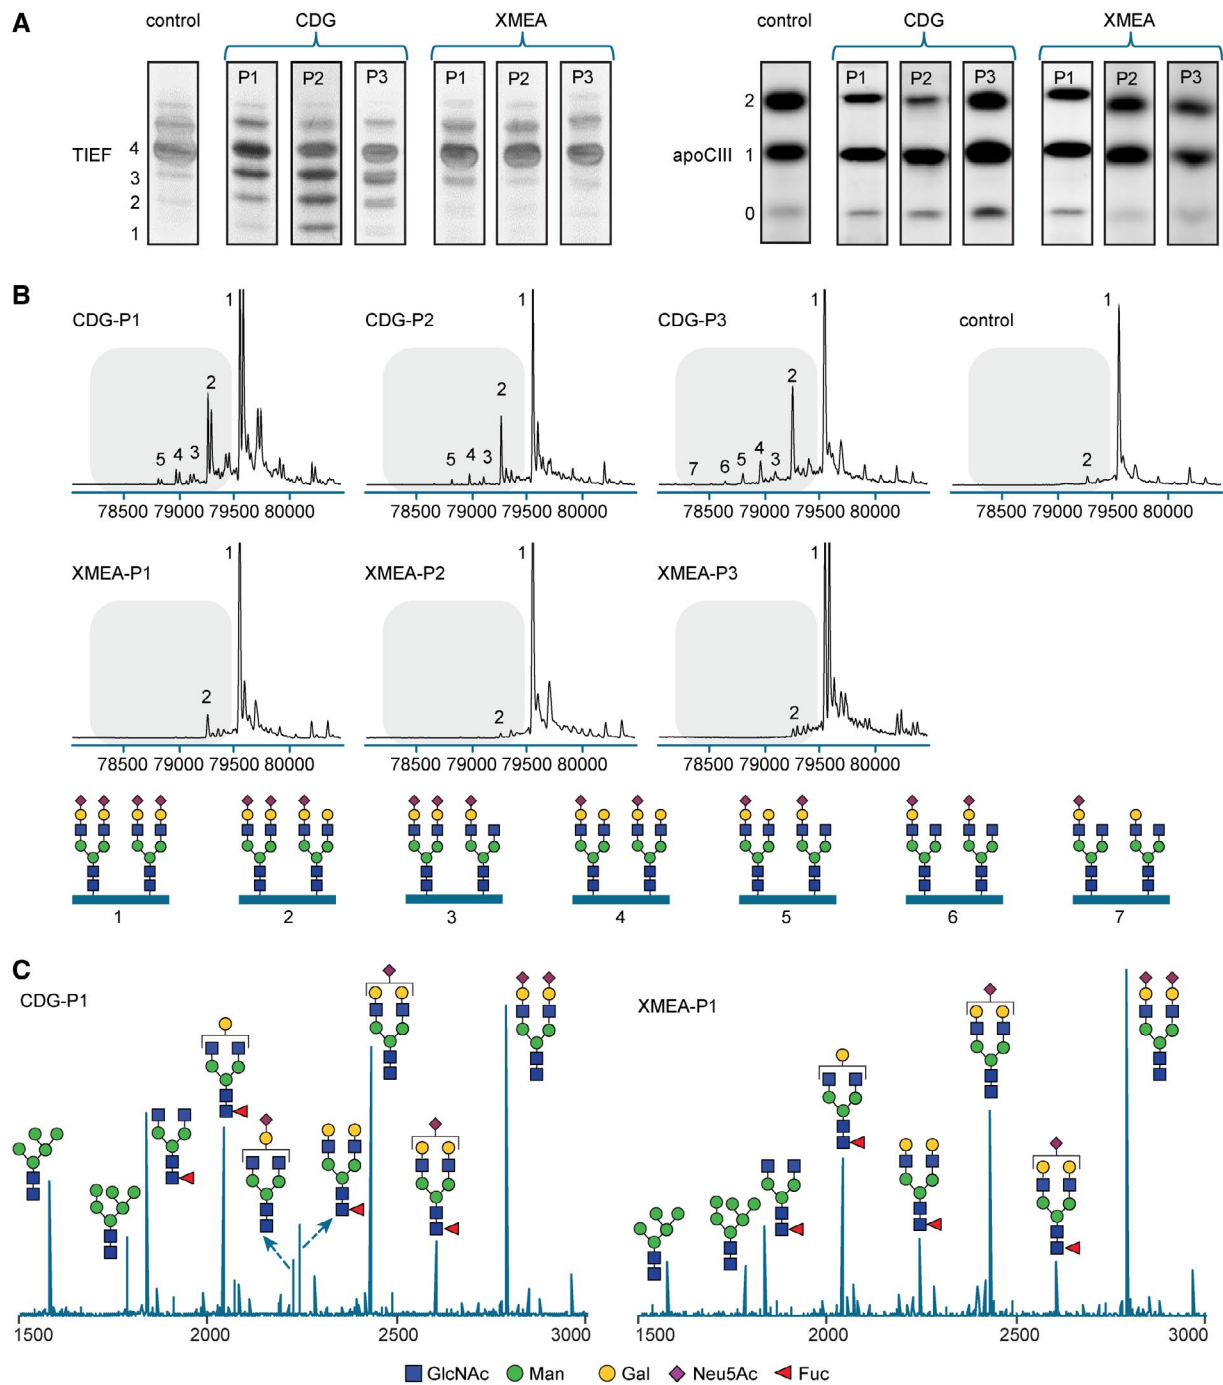 A
control CDG XMEA control CDG XMEA
P1 P2 P3 P1 P2 P3 P1 P2 P3 P1 P2 P3
TIEF 4 3 2 1
apoCIII 2 1 0
B
CDG-P1 1 2 3 4 5
78500 79000 79500 80000
CDG-P2 1 2 3 4 5
78500 79000 79500 80000
CDG-P3 1 2 3 4 5 6 7
78500 79000 79500 80000
control 1 2
78500 79000 79500 80000
XMEA-P1 1 2
78500 79000 79500 80000
XMEA-P2 1 2
78500 79000 79500 80000
XMEA-P3 1 2
78500 79000 79500 80000
1 2 3 4 5 6 7
C
CDG-P1
1500 2000 2500 3000
XMEA-P1
1500 2000 2500 3000
GlcNAc Man Gal Neu5Ac Fuc